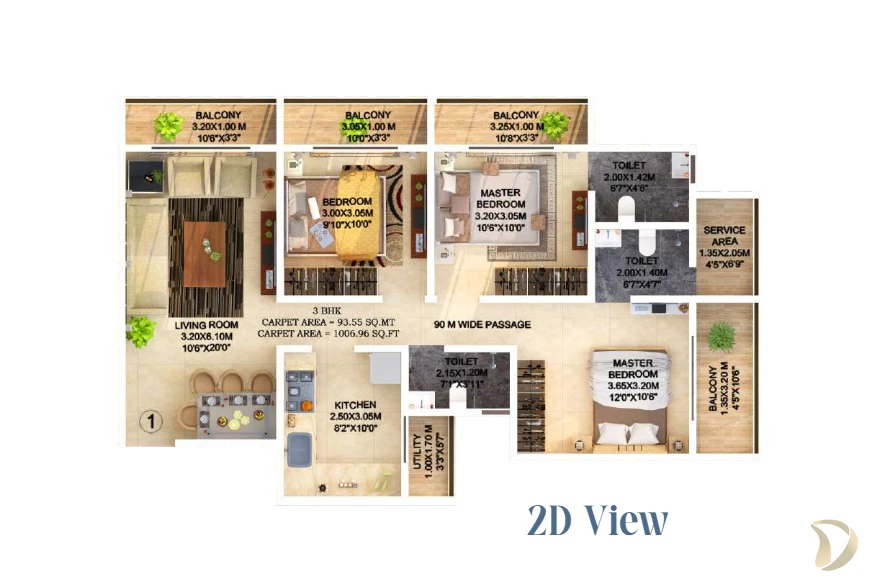 BALCONY
3.20X1.00 M
10'6"X3'3"
BALCONY
3.05X1.00 M
10'0"X3'3"
BALCONY
3.25X1.00 M
10'8"X3'3"
BEDROOM
3.00X3.05M
9'10"X10'0"
MASTER
BEDROOM
3.20X3.05M
10'6"X10'0"
TOILET
2.00X1.42M
6'7"X4'8"
TOILET
2.00X1.40M
6'7"X4'7"
SERVICE
AREA
1.35X2.05M
4'5"X6'9"
LIVING ROOM
3.20X6.10M
10'6"X20'0"
3 BHK
CARPET AREA = 93.55 SQ.MT
CARPET AREA = 1006.96 SQ.FT
90 M WIDE PASSAGE
TOILET
2.15X1.20M
7'1"X3'11"
MASTER
BEDROOM
3.65X3.20M
12'0"X10'6"
BALCONY
1.35X3.20 M
4'5"X10'6"
KITCHEN
2.50X3.05M
8'2"X10'0"
UTILITY
1.00X1.70 M
3'3"X5'7"
1
2D View